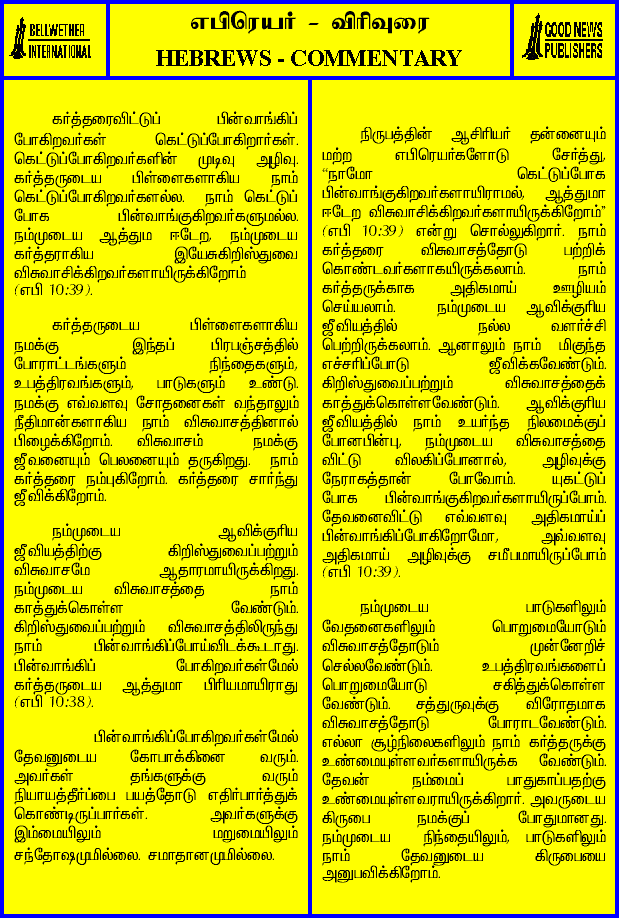 BELLWETHER
INTERNATIONAL
எபிரெயர் – விரிவுரை
HEBREWS - COMMENTARY
GOOD NEWS
PUBLISHERS
கர்த்தரைவிட்டுப் பின்வாங்கிப்
போகிறவர்கள் கெட்டுப்போகிறார்கள்.
கெட்டுப்போகிறவர்களின் முடிவு அழிவு.
கர்த்தருடைய பிள்ளைகளாகிய நாம்
கெட்டுப்போகிறவர்களல்ல. நாம் கெட்டுப்
போக பின்வாங்குகிறவர்களுமல்ல.
நம்முடைய ஆத்தும ஈடேற, நம்முடைய
கர்த்தராகிய இயேசுகிறிஸ்துவை
விசுவாசிக்கிறவர்களாயிருக்கிறோம்
(எபி 10:39).
கர்த்தருடைய பிள்ளைகளாகிய
நமக்கு இந்தப் பிரபஞ்சத்தில்
போராட்டங்களும் நிந்தைகளும்,
உபத்திரவங்களும், பாடுகளும் உண்டு.
நமக்கு எவ்வளவு சோதனைகள் வந்தாலும்
நீதிமான்களாகிய நாம் விசுவாசத்தினால்
பிழைக்கிறோம். விசுவாசம் நமக்கு
ஜீவனையும் பெலனையும் தருகிறது. நாம்
கர்த்தரை நம்புகிறோம். கர்த்தரை சார்ந்து
ஜீவிக்கிறோம்.
நம்முடைய ஆவிக்குரிய
ஜீவியத்திற்கு கிறிஸ்துவைப்பற்றும்
விசுவாசமே ஆதாரமாயிருக்கிறது.
நம்முடைய விசுவாசத்தை நாம்
காத்துக்கொள்ள வேண்டும்.
கிறிஸ்துவைப்பற்றும் விசுவாசத்திலிருந்து
நாம் பின்வாங்கிப்போய்விடக்கூடாது.
பின்வாங்கிப் போகிறவர்கள்மேல்
கர்த்தருடைய ஆத்துமா பிரியமாயிராது
(எபி 10:38).
பின்வாங்கிப்போகிறவர்கள்மேல்
தேவனுடைய கோபாக்கினை வரும்.
அவர்கள் தங்களுக்கு வரும்
நியாயத்தீர்ப்பை பயத்தோடு எதிர்பார்த்துக்
கொண்டிருப்பார்கள். அவர்களுக்கு
இம்மையிலும் மறுமையிலும்
சந்தோஷமுமில்லை. சமாதானமுமில்லை.
நிருபத்தின் ஆசிரியர் தன்னையும்
மற்ற எபிரெயர்களோடு சேர்த்து,
“நாமோ கெட்டுப்போக
பின்வாங்குகிறவர்களாயிராமல், ஆத்துமா
ஈடேற விசுவாசிக்கிறவர்களாயிருக்கிறோம்”
(எபி 10:39) என்று சொல்லுகிறார். நாம்
கர்த்தரை விசுவாசத்தோடு பற்றிக்
கொண்டவர்களாகயிருக்கலாம். நாம்
கர்த்தருக்காக அதிகமாய் ஊழியம்
செய்யலாம். நம்முடைய ஆவிக்குரிய
ஜீவியத்தில் நல்ல வளர்ச்சி
பெற்றிருக்கலாம். ஆனாலும் நாம் மிகுந்த
எச்சரிப்போடு ஜீவிக்கவேண்டும்.
கிறிஸ்துவைப்பற்றும் விசுவாசத்தைக்
காத்துக்கொள்ளவேண்டும். ஆவிக்குரிய
ஜீவியத்தில் நாம் உயர்ந்த நிலமைக்குப்
போனபின்பு, நம்முடைய விசுவாசத்தை
விட்டு விலகிப்போனால், அழிவுக்கு
நேராகத்தான் போவோம். யுகட்டுப்
போக பின்வாங்குகிறவர்களாயிருப்போம்.
தேவனைவிட்டு எவ்வளவு அதிகமாய்ப்
பின்வாங்கிப்போகிறோமோ, அவ்வளவு
அதிகமாய் அழிவுக்கு சமீபமாயிருப்போம்
(எபி 10:39).
நம்முடைய பாடுகளிலும்
வேதனைகளிலும் பொறுமையோடும்
விசுவாசத்தோடும் முன்னேறிச்
செல்லவேண்டும். உபத்திரவங்களைப்
பொறுமையோடு சகித்துக்கொள்ள
வேண்டும். சத்துருவுக்கு விரோதமாக
விசுவாசத்தோடு போராடவேண்டும்.
எல்லா சூழ்நிலைகளிலும் நாம் கர்த்தருக்கு
உண்மையுள்ளவர்களாயிருக்க வேண்டும்.
தேவன் நம்மைப் பாதுகாப்பதற்கு
உண்மையுள்ளவராயிருக்கிறார். அவருடைய
கிருபை நமக்குப் போதுமானது.
நம்முடைய நிந்தையிலும், பாடுகளிலும்
நாம் தேவனுடைய கிருபையை
அனுபவிக்கிறோம்.